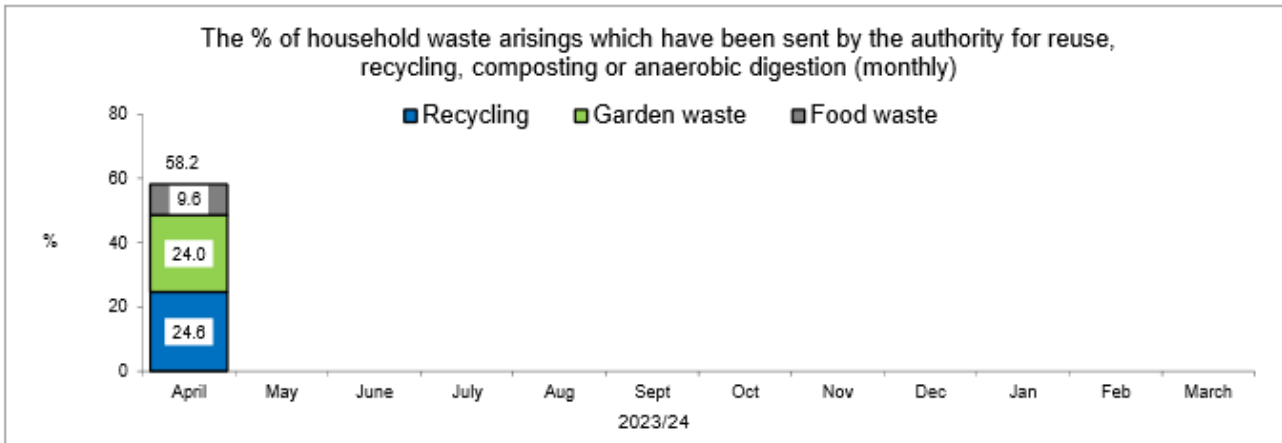 The % of household waste arisings which have been sent by the authority for reuse,
recycling, composting or anaerobic digestion (monthly)
Recycling Garden waste Food waste
80
58.2
60
9.6
%
40
24.0
20
24.6
0
April May June July Aug Sept Oct Nov Dec Jan Feb March
2023/24